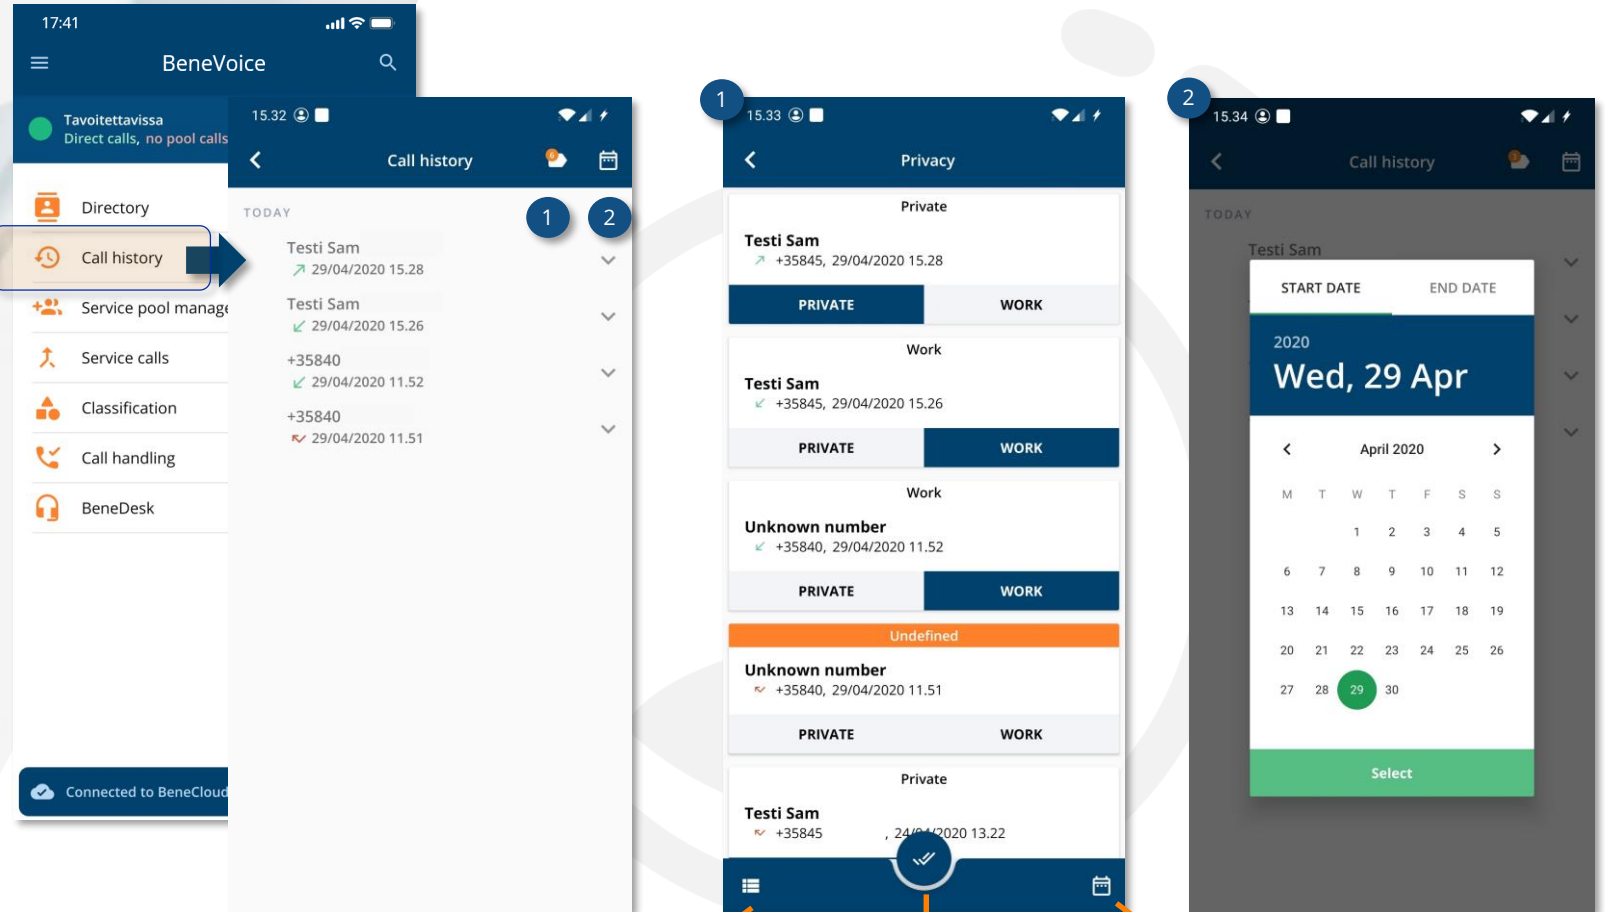 17:41
BeneVoice
Tavoitettavissa
Direct calls, no pool calls
Directory
Call history
Service pool manage
Service calls
Classification
Call handling
BeneDesk
Connected to BeneCloud
15.32
Call history
6
TODAY
1
2
Testi Sam
29/04/2020 15.28
Testi Sam
29/04/2020 15.26
+35840
29/04/2020 11.52
+35840
29/04/2020 11.51
1
15.33
Privacy
Private
Testi Sam
+35845, 29/04/2020 15.28
PRIVATE WORK
Work
Testi Sam
+35845, 29/04/2020 15.26
PRIVATE WORK
Work
Unknown number
+35840, 29/04/2020 11.52
PRIVATE WORK
Undefined
Unknown number
+35840, 29/04/2020 11.51
PRIVATE WORK
Private
Testi Sam
+35845 , 24/04/2020 13.22
2
15.34
Call history
TODAY
Testi Sam
START DATE END DATE
2020
Wed, 29 Apr
April 2020
M T W T F S S
1 2 3 4 5
6 7 8 9 10 11 12
13 14 15 16 17 18 19
20 21 22 23 24 25 26
27 28 29 30
Select